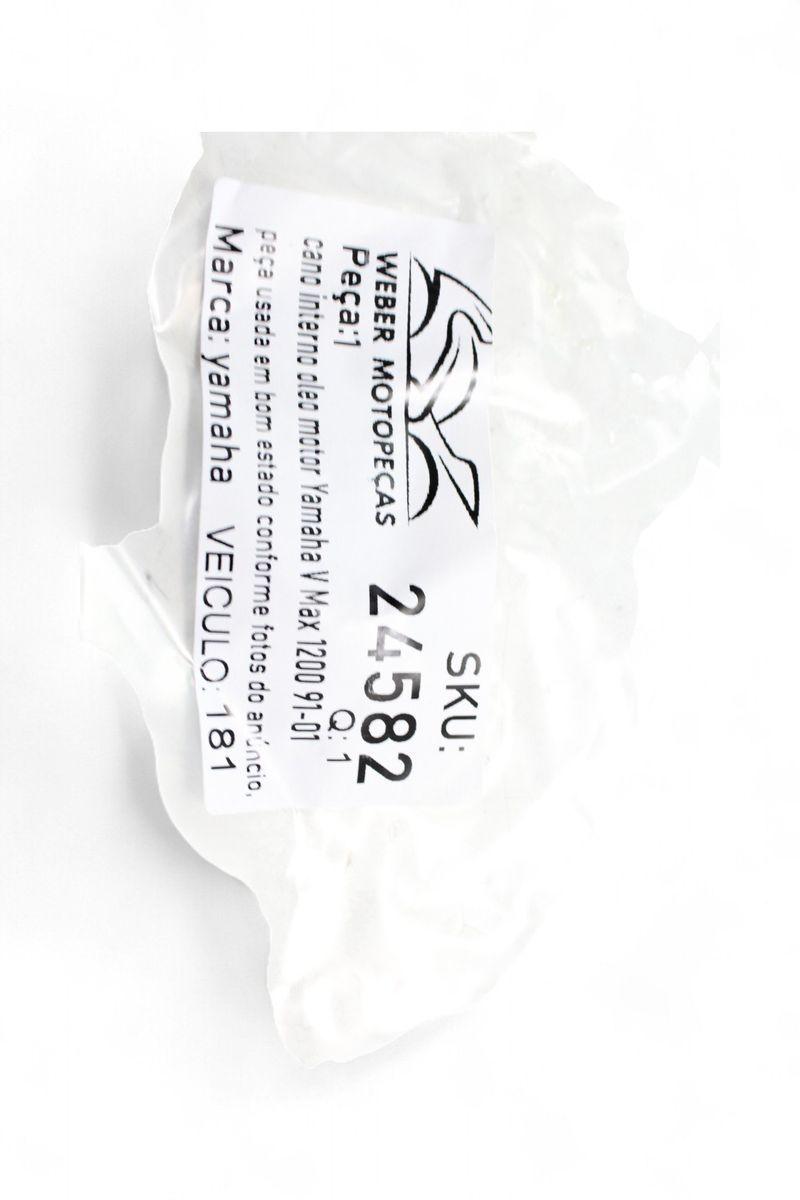 WEBER MOTOPEÇAS
SKU:
24582
Peça:1
Q: 1
cano interno oleo motor Yamaha V Max 1200 91-01
peça usada em bom estado conforme fotos do anúncio,
Marca: yamaha VEICULO: 181